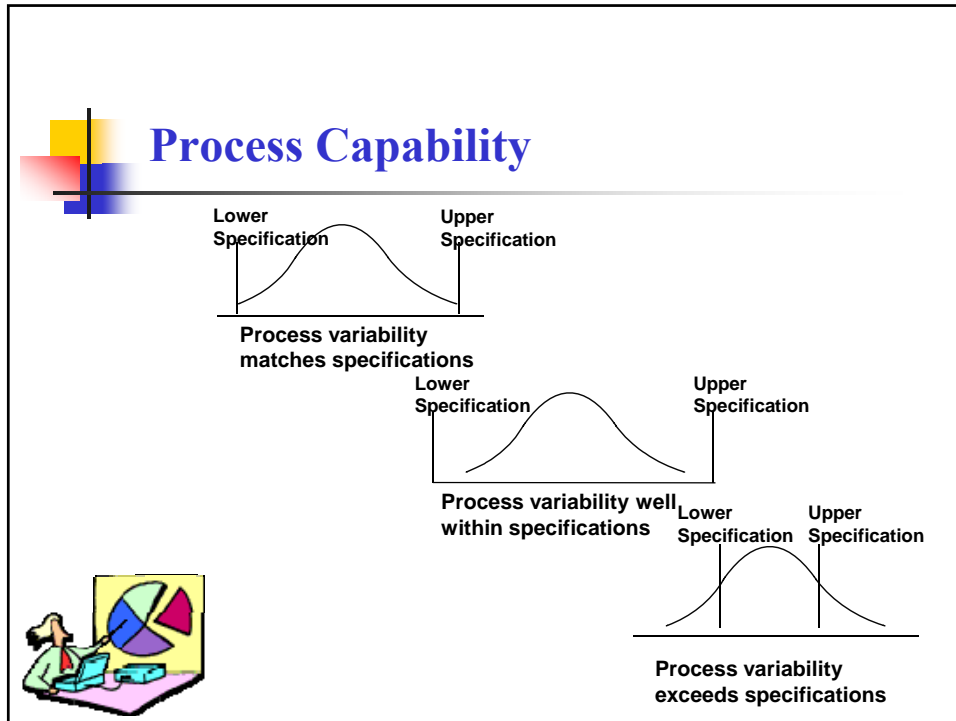 Process Capability
Lower
Specification
Upper
Specification
Process variability
matches specifications
Lower
Specification
Upper
Specification
Process variability well
within specifications
Lower
Specification
Upper
Specification
Process variability
exceeds specifications